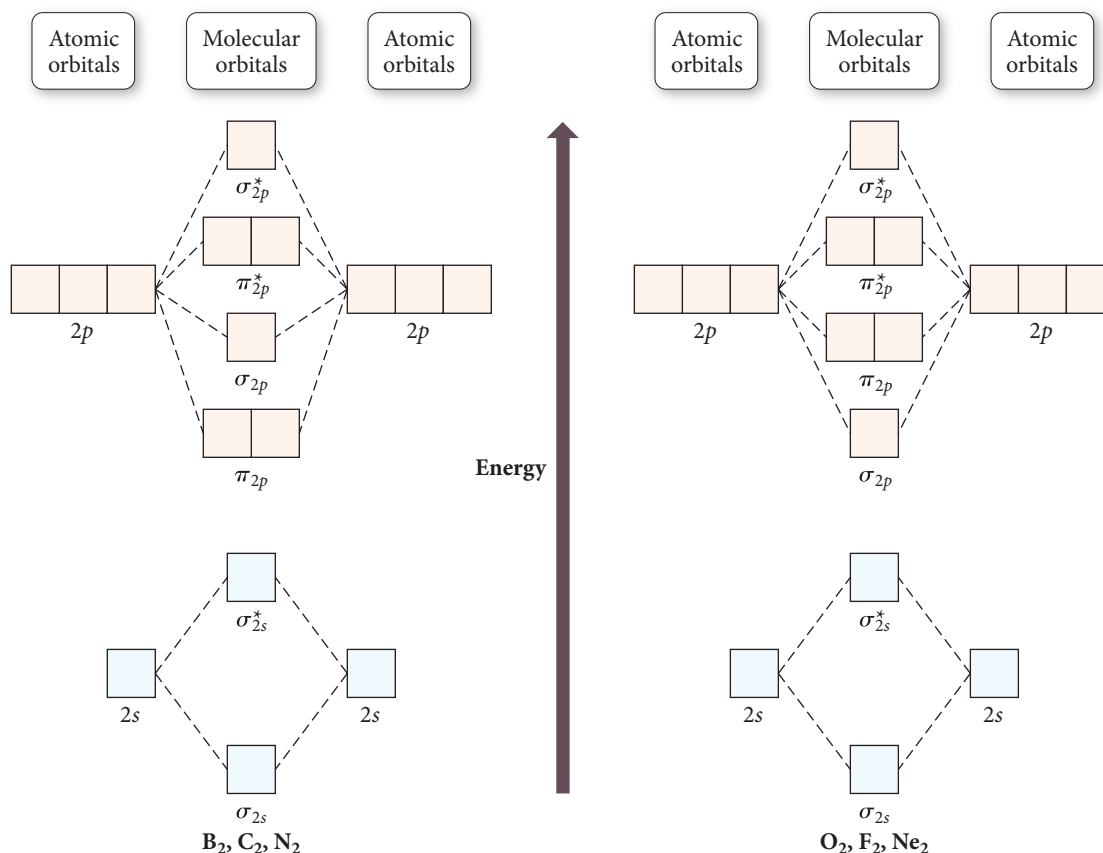 Atomic
orbitals
Molecular
orbitals
Atomic
orbitals
σ*2p
π*2p
2p
2p
σ2p
π2p
σ*2s
2s
2s
σ2s
B₂, C₂, N₂
Energy
Atomic
orbitals
Molecular
orbitals
Atomic
orbitals
σ*2p
π*2p
2p
2p
π2p
σ2p
σ*2s
2s
2s
σ2s
O₂, F₂, Ne₂